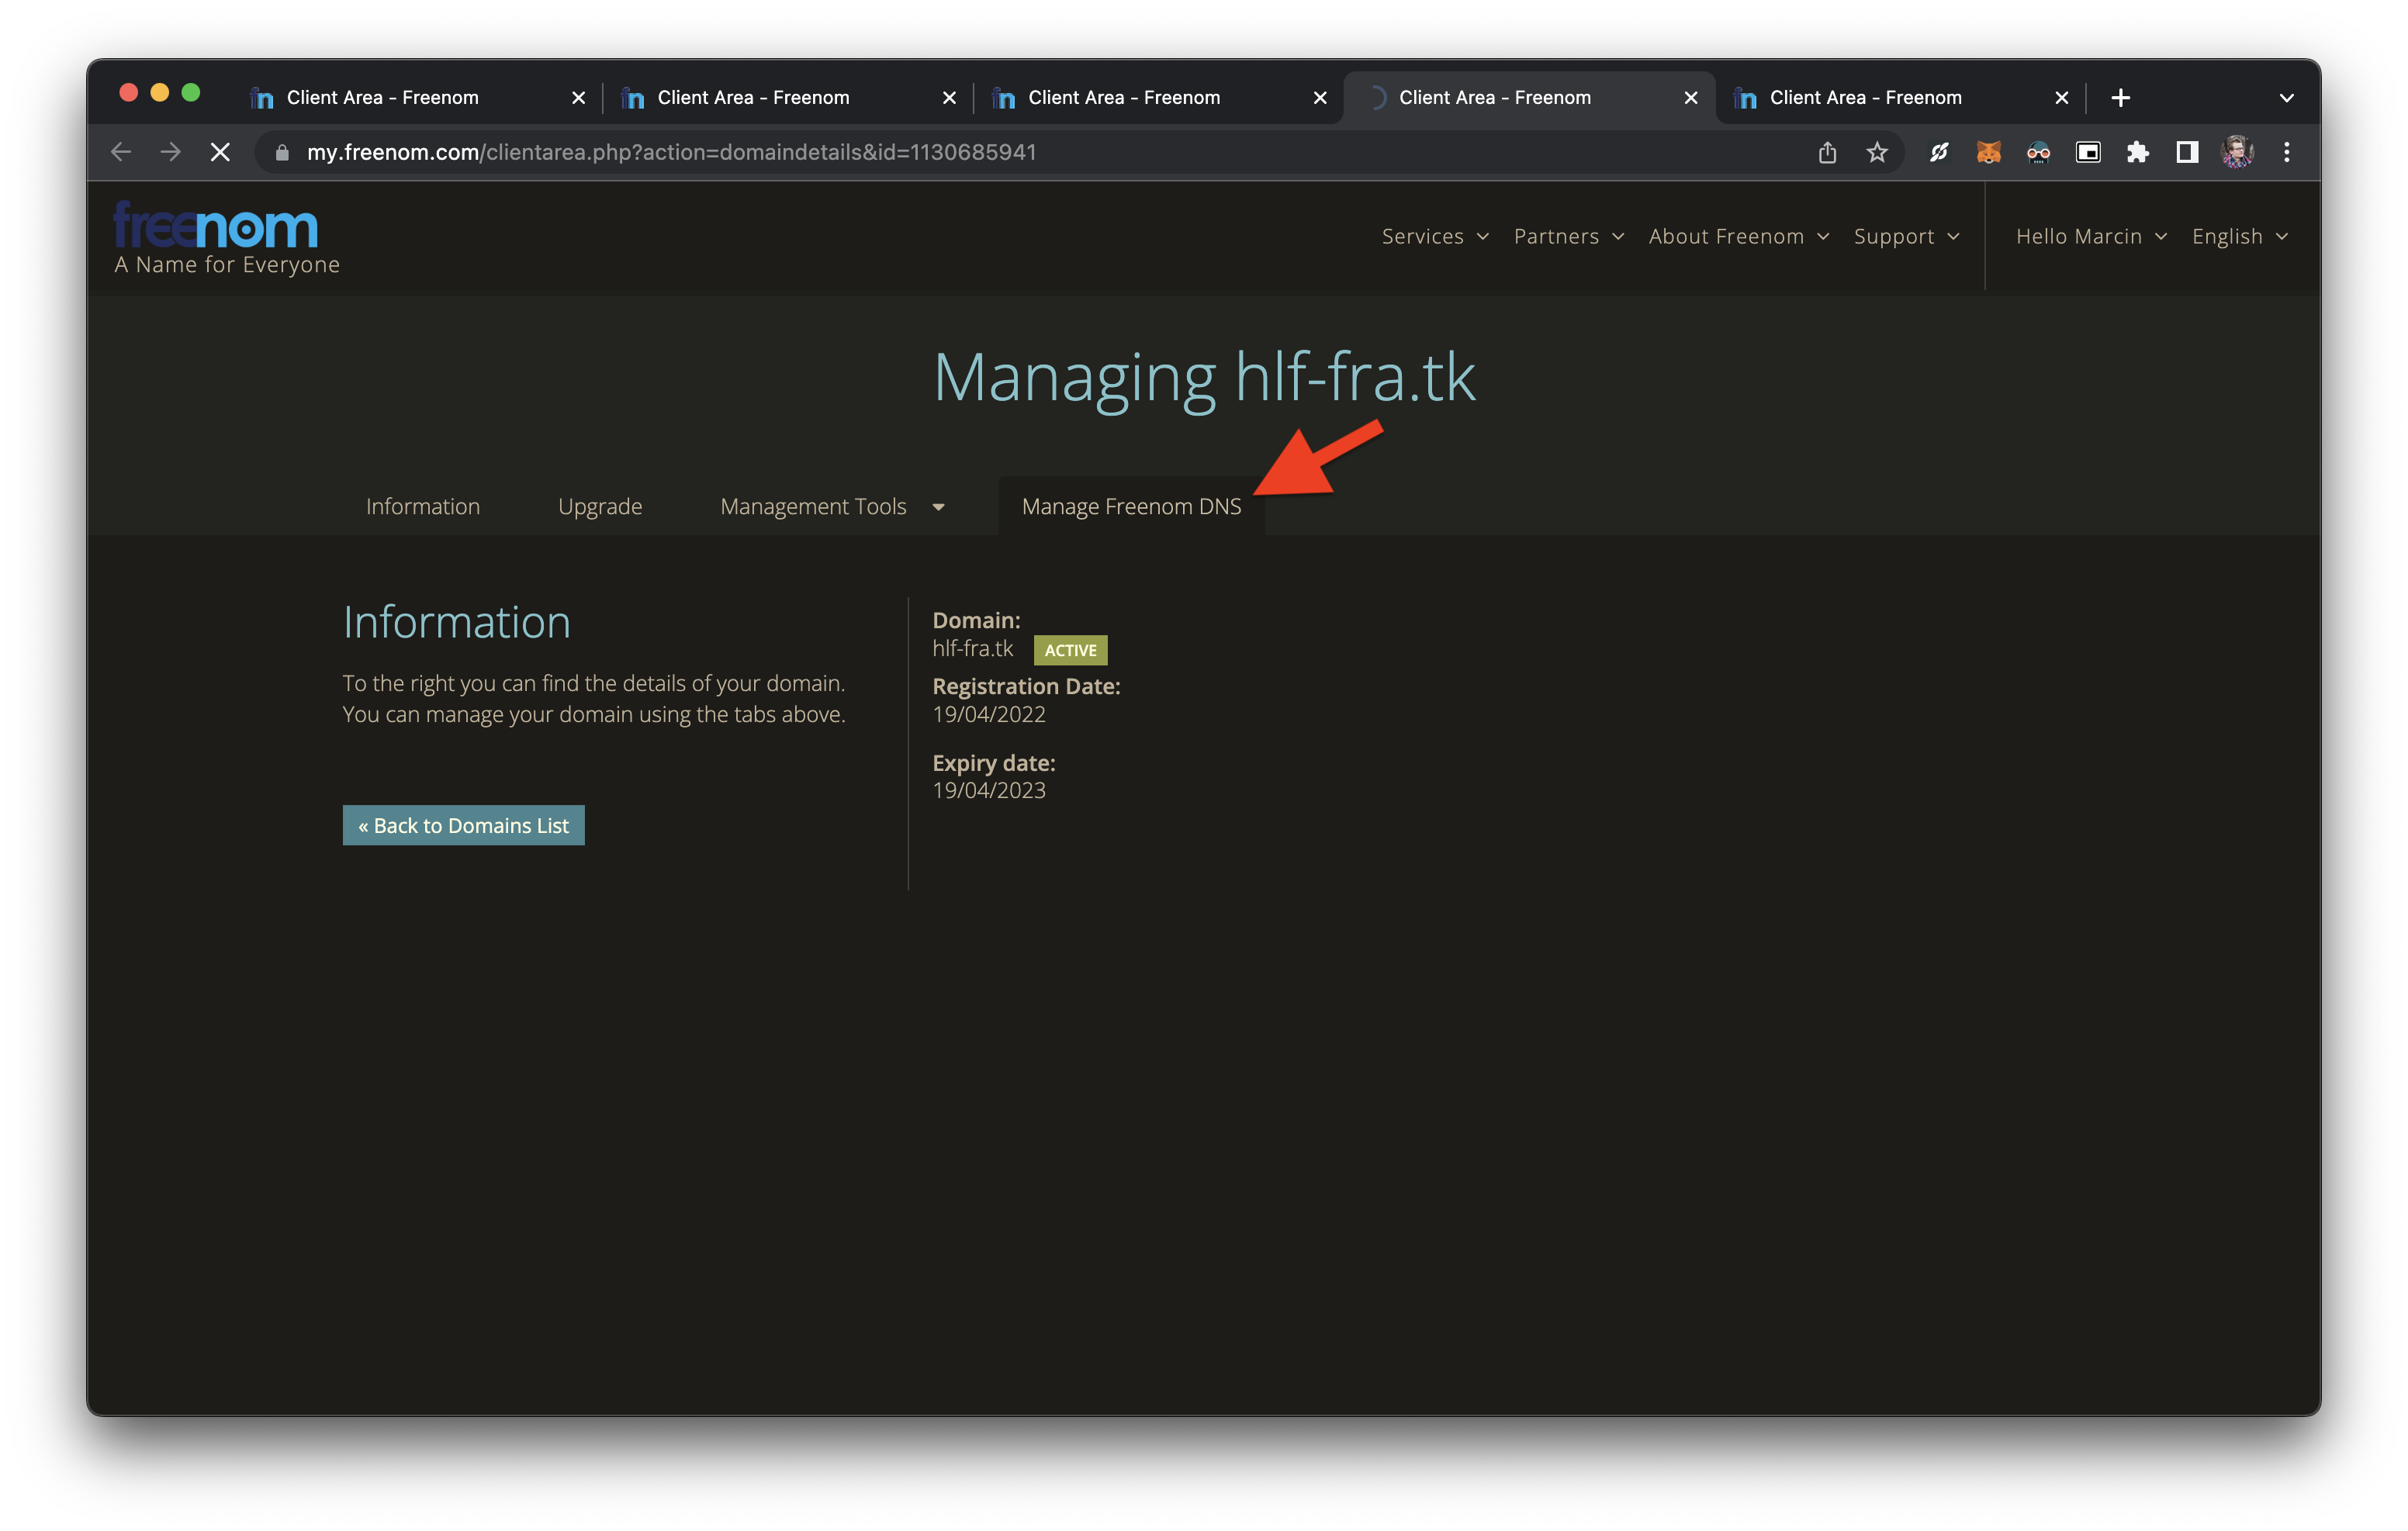 Client Area - Freenom
Client Area - Freenom
Client Area - Freenom
Client Area - Freenom
Client Area - Freenom
my.freenom.com/clientarea.php?action=domaindetails&id=1130685941
freenom
A Name for Everyone
Services
Partners
About Freenom
Support
Hello Marcin
English
Managing hlf-fra.tk
Information
Upgrade
Management Tools
Manage Freenom DNS
Information
To the right you can find the details of your domain.
You can manage your domain using the tabs above.
« Back to Domains List
Domain:
hlf-fra.tk ACTIVE
Registration Date:
19/04/2022
Expiry date:
19/04/2023